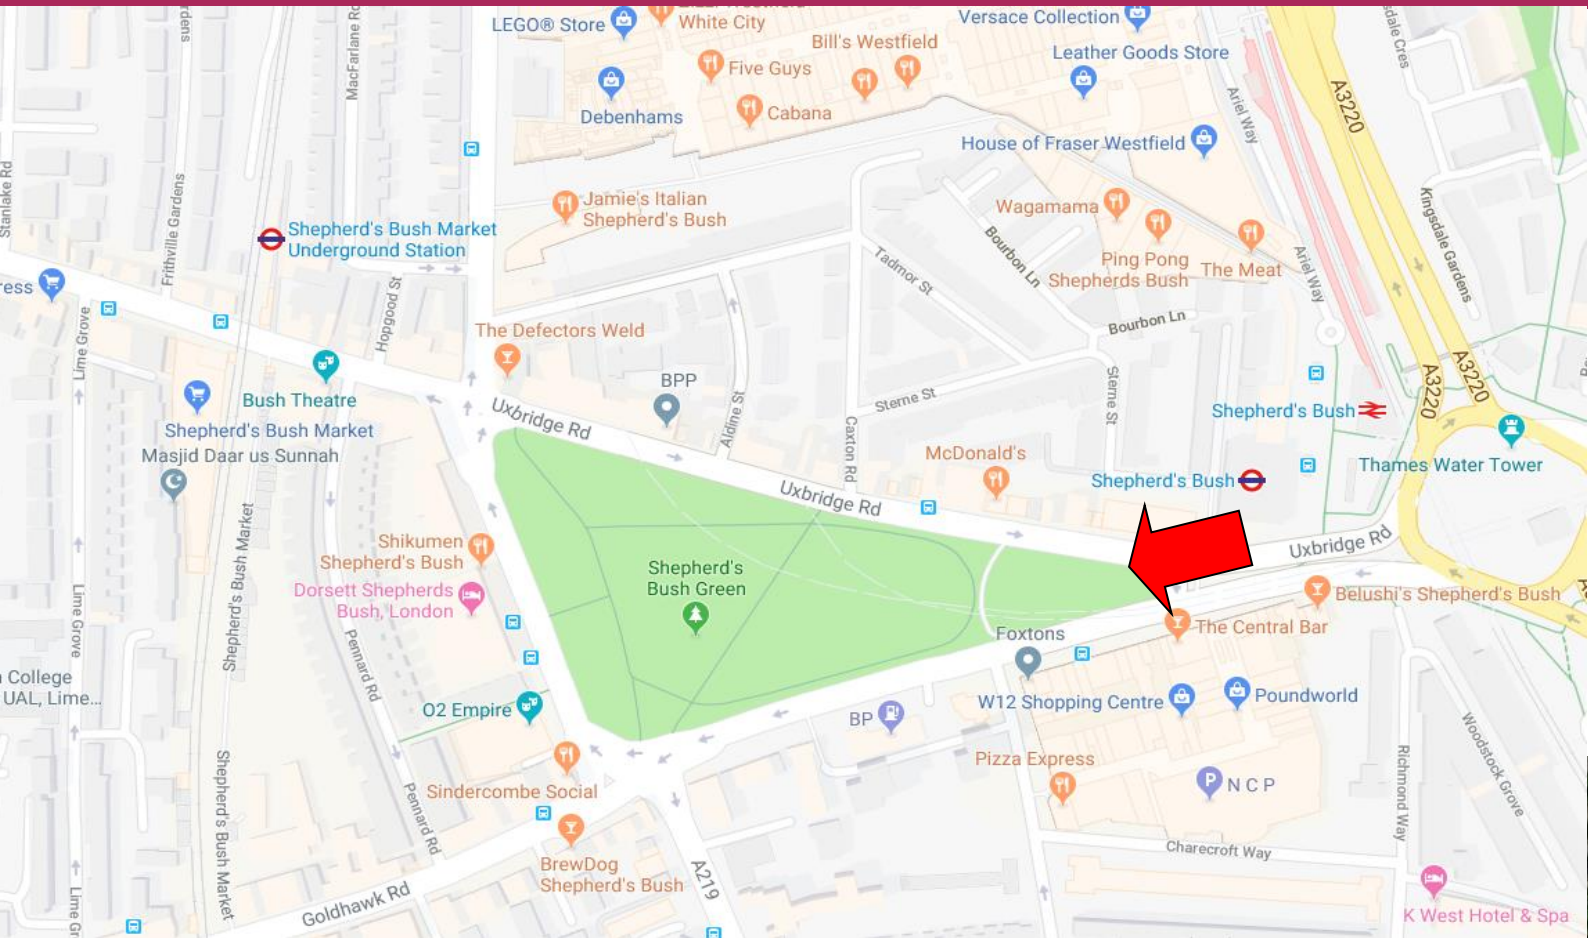 LEGO® Store
White City
Versace Collection
Bill's Westfield
Leather Goods Store
Five Guys
Debenhams
Cabana
House of Fraser Westfield
Ariel Way
A3220
MacFarlane Rd
Stanlake Rd
Frithville Gardens
Jamie's Italian
Shepherd's Bush
Wagamama
Kingsdale Gardens
Shepherd's Bush Market
Underground Station
Bourbon Ln
Tadmor St
Ping Pong
Shepherds Bush
The Meat
Ariel Way
Hopgood St
Lime Grove
The Defectors Weld
Bourbon Ln
BPP
Aldine St
Sterne St
Sterne St
A3220
A3220
Bush Theatre
Uxbridge Rd
Shepherd's Bush
Shepherd's Bush Market
Masjid Daar us Sunnah
Caxton Rd
McDonald's
Thames Water Tower
Shepherd's Bush
Uxbridge Rd
Shepherd's Bush Market
Shikumen
Shepherd's Bush
Uxbridge Rd
Shepherd's
Bush Green
Dorsett Shepherds
Bush, London
Belushi's Shepherd's Bush
Lime Grove
Foxtons
The Central Bar
Pennard Rd
College
UAL, Lime...
O2 Empire
W12 Shopping Centre
Poundworld
BP
Woodstock Grove
Pizza Express
Richmond Way
Sindercombe Social
P NCP
Shepherd's Bush Market
Pennard Rd
Charecroft Way
BrewDog
Shepherd's Bush
A219
Goldhawk Rd
K West Hotel & Spa